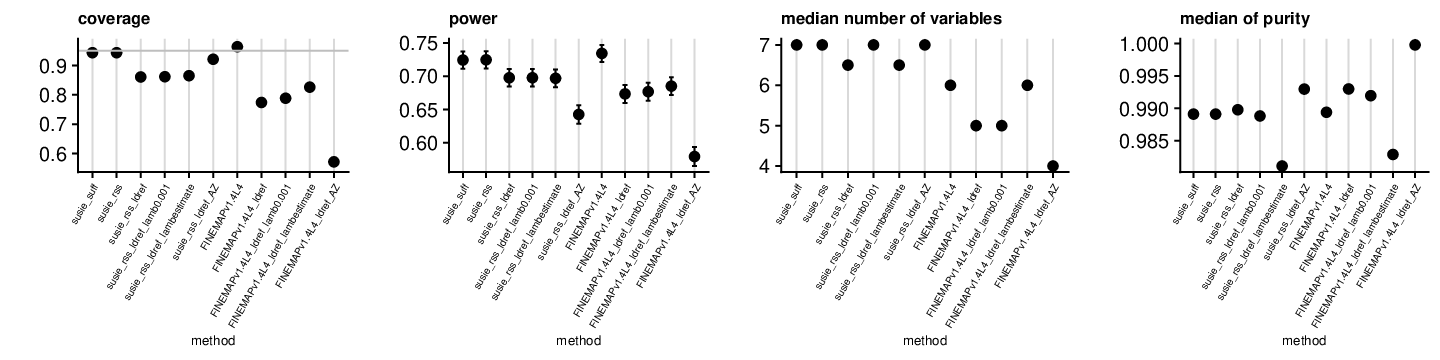 coverage
0.9
0.8
0.7
0.6
susie_suff
susie_rss
susie_rss_ldref
susie_rss_ldref_lamb0.001
susie_rss_ldref_lambestimate
susie_rss_ldref_AZ
FINEMAPv1.4L4
FINEMAPv1.4L4_ldref
FINEMAPv1.4L4_ldref_lamb0.001
FINEMAPv1.4L4_ldref_lambestimate
FINEMAPv1.4L4_ldref_AZ
method
power
0.75
0.70
0.65
0.60
susie_suff
susie_rss
susie_rss_ldref
susie_rss_ldref_lamb0.001
susie_rss_ldref_lambestimate
susie_rss_ldref_AZ
FINEMAPv1.4L4
FINEMAPv1.4L4_ldref
FINEMAPv1.4L4_ldref_lamb0.001
FINEMAPv1.4L4_ldref_lambestimate
FINEMAPv1.4L4_ldref_AZ
method
median number of variables
7
6
5
4
susie_suff
susie_rss
susie_rss_ldref
susie_rss_ldref_lamb0.001
susie_rss_ldref_lambestimate
susie_rss_ldref_AZ
FINEMAPv1.4L4
FINEMAPv1.4L4_ldref
FINEMAPv1.4L4_ldref_lamb0.001
FINEMAPv1.4L4_ldref_lambestimate
FINEMAPv1.4L4_ldref_AZ
method
median of purity
1.000
0.995
0.990
0.985
susie_suff
susie_rss
susie_rss_ldref
susie_rss_ldref_lamb0.001
susie_rss_ldref_lambestimate
susie_rss_ldref_AZ
FINEMAPv1.4L4
FINEMAPv1.4L4_ldref
FINEMAPv1.4L4_ldref_lamb0.001
FINEMAPv1.4L4_ldref_lambestimate
FINEMAPv1.4L4_ldref_AZ
method